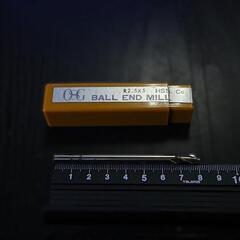 R2.5X5 HSS. Co
OSG BALL END MILL
1 2 3 4 5 6 7 8 9 10